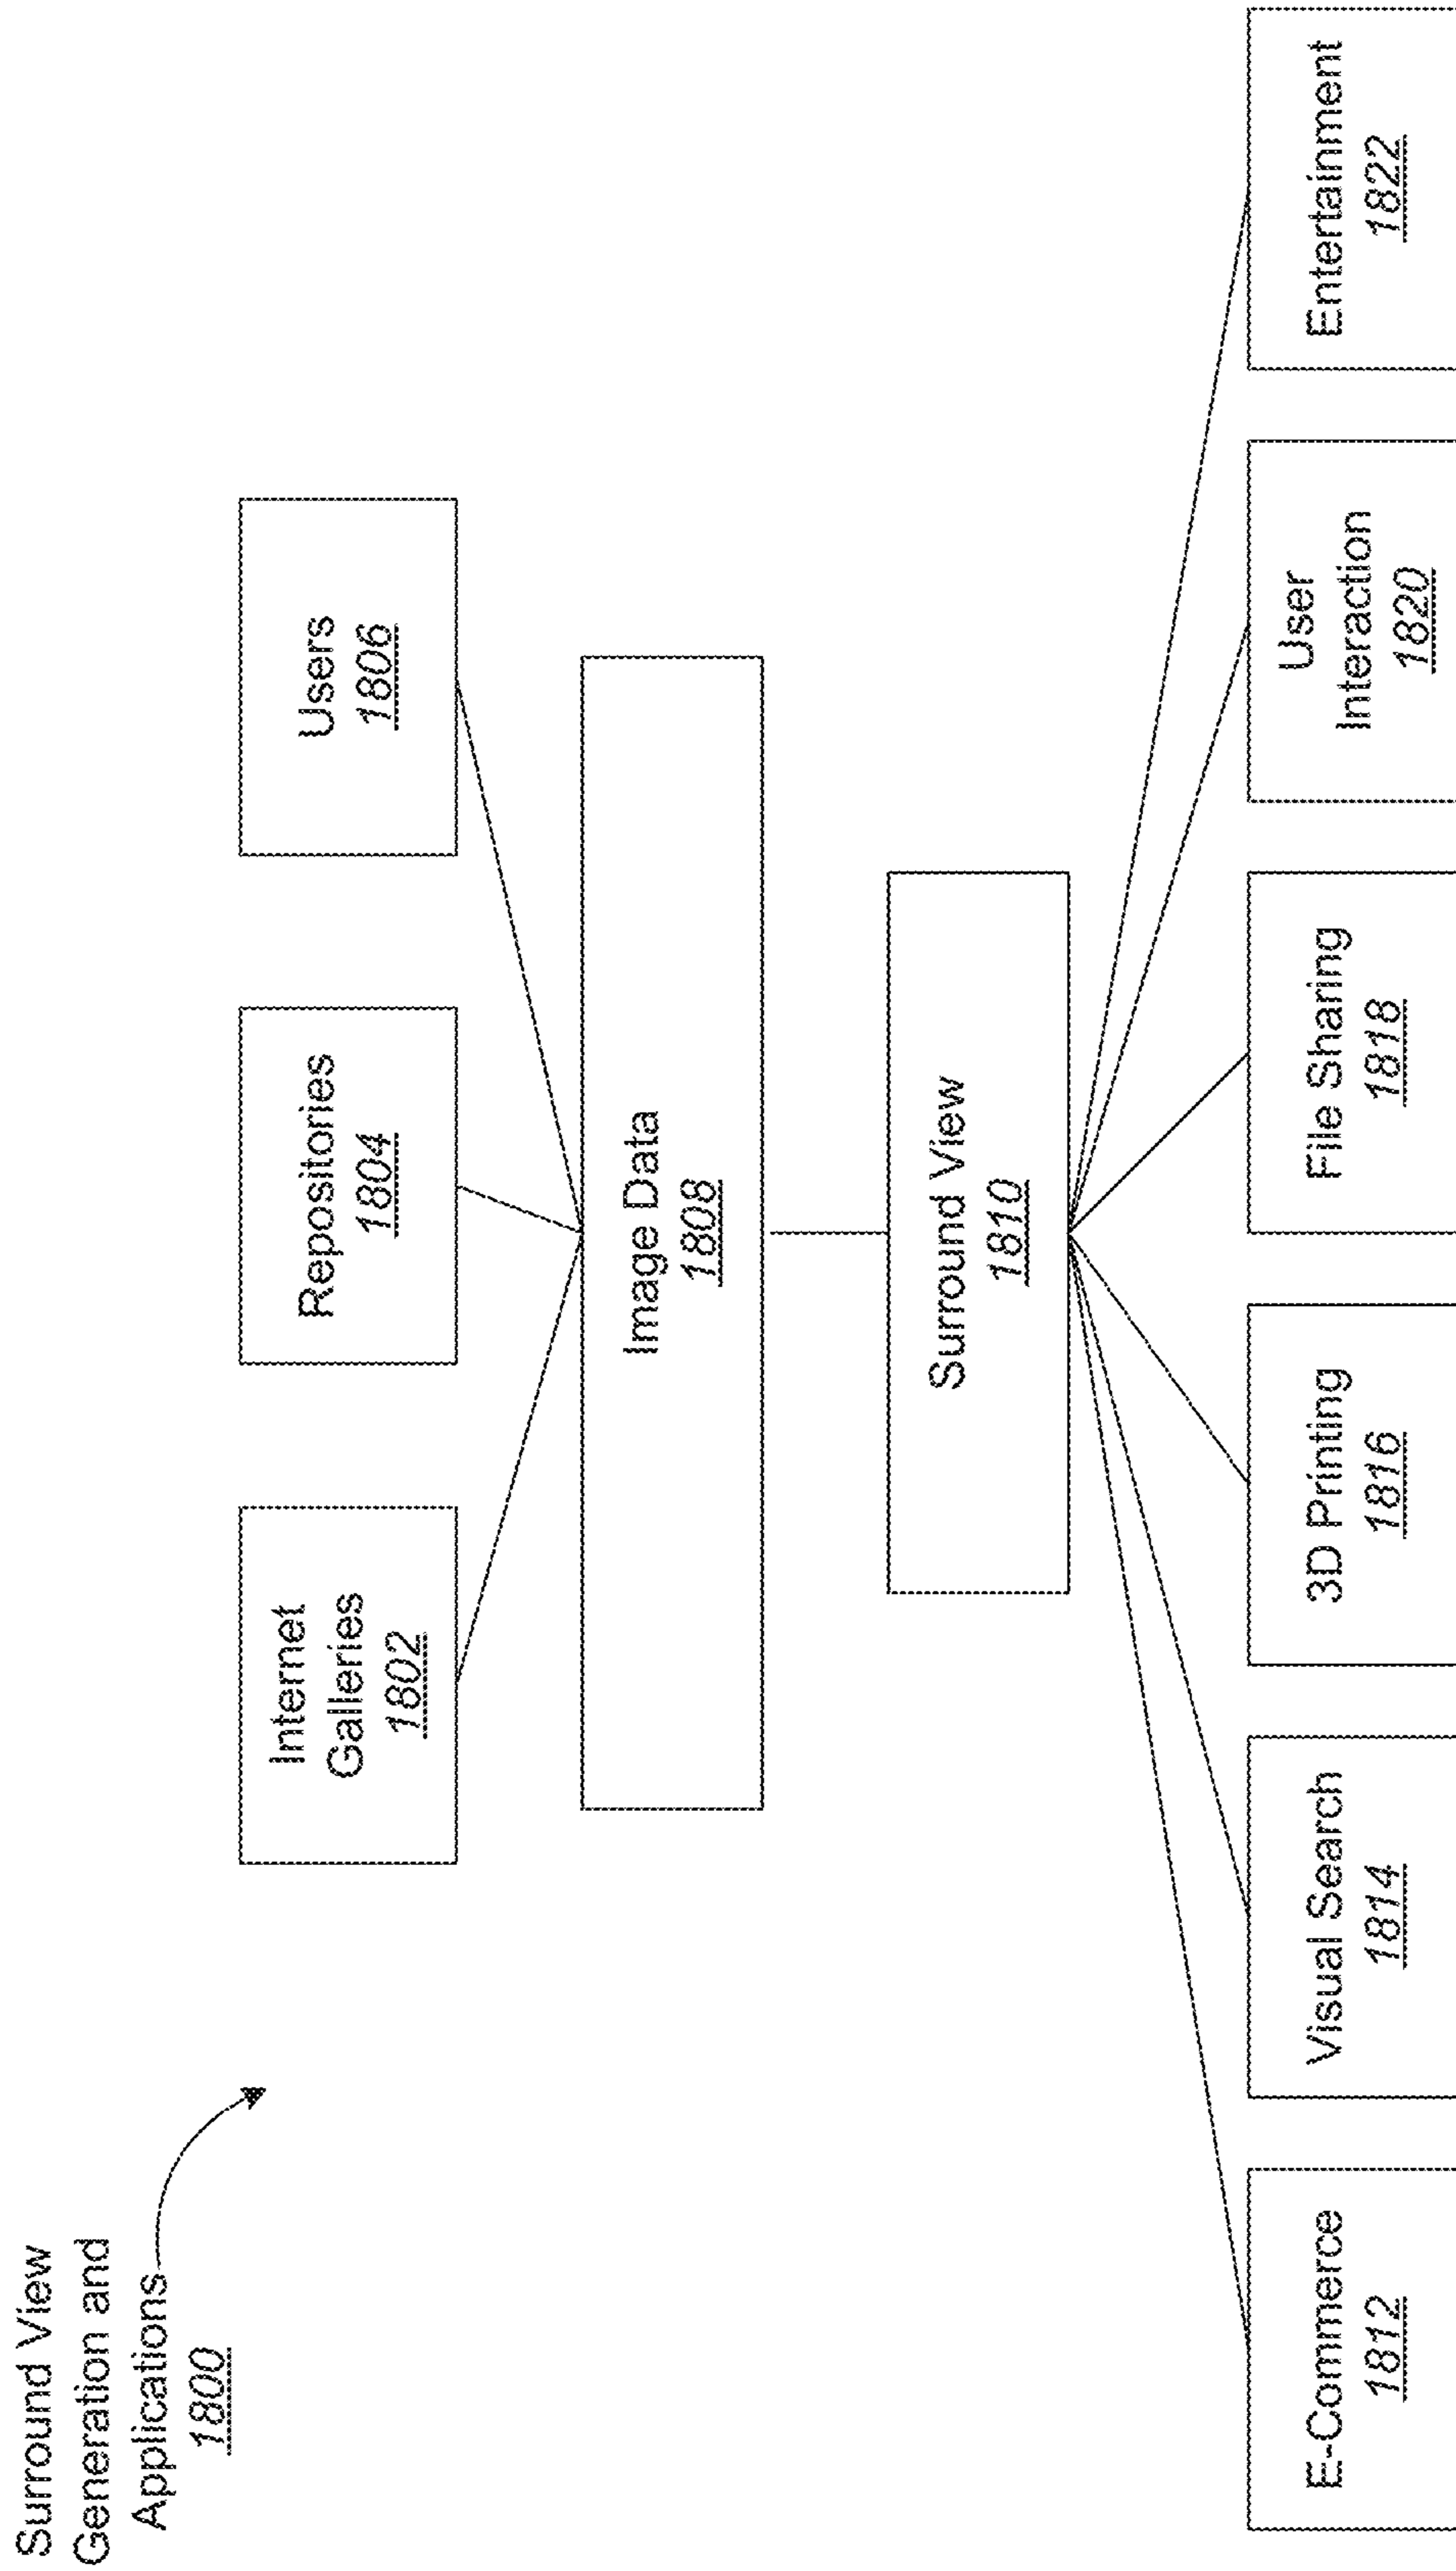 Surround View
Generation and
Applications
1800
Internet
Galleries
1802
Repositories
1804
Users
1806
Image Data
1808
Surround View
1810
E-Commerce
1812
Visual Search
1814
3D Printing
1816
File Sharing
1818
User
Interaction
1820
Entertainment
1822